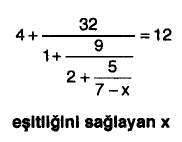 4 + 32 / (1 + 9 / (2 + 5 / (7 - x))) = 12
eşitliğini sağlayan x